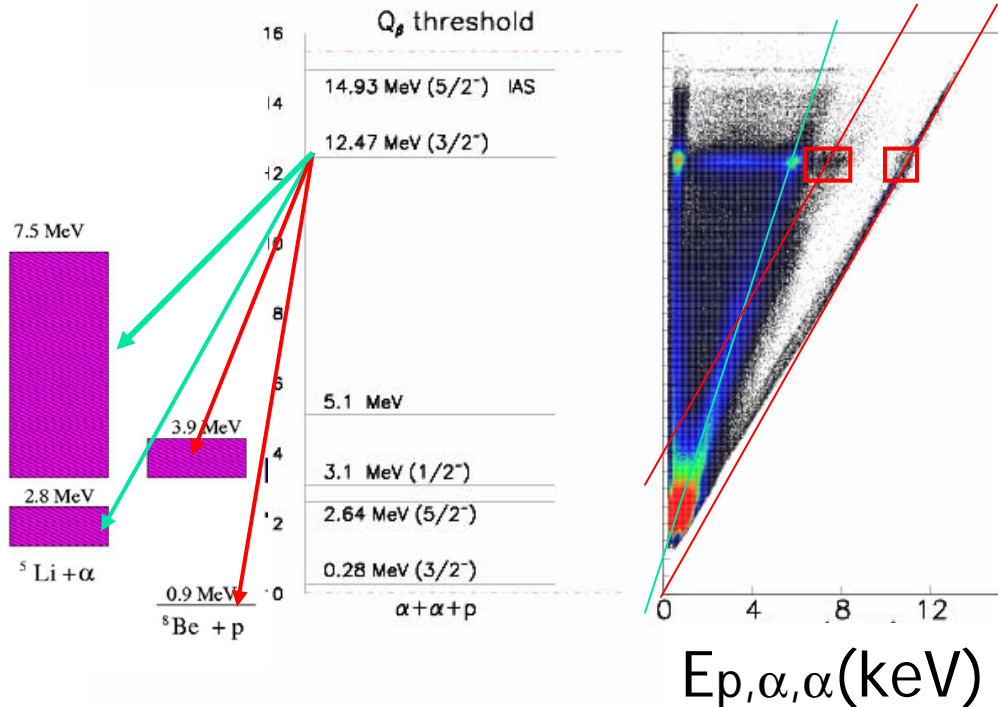 Qβ threshold
16
14.93 MeV (5/2⁻) IAS
14
12.47 MeV (3/2⁻)
12
7.5 MeV
10
8
6
5.1 MeV
3.9 MeV
4
3.1 MeV (1/2⁻)
2.8 MeV
2.64 MeV (5/2⁻)
2
⁵Li+α
0.28 MeV (3/2⁻)
0.9 MeV
0
α+α+p
⁸Be +p
0 4 8 12
Ep,α,α(keV)